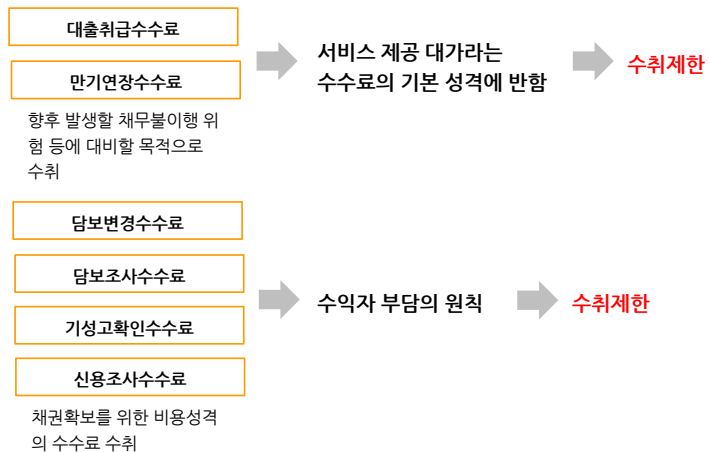 대출취급수수료
만기연장수수료
향후 발생할 채무불이행 위
험 등에 대비할 목적으로
수취
서비스 제공 대가라는
수수료의 기본 성격에 반함
수취제한
담보변경수수료
담보조사수수료
기성고확인수수료
신용조사수수료
채권확보를 위한 비용성격
의 수수료 수취
수익자 부담의 원칙
수취제한